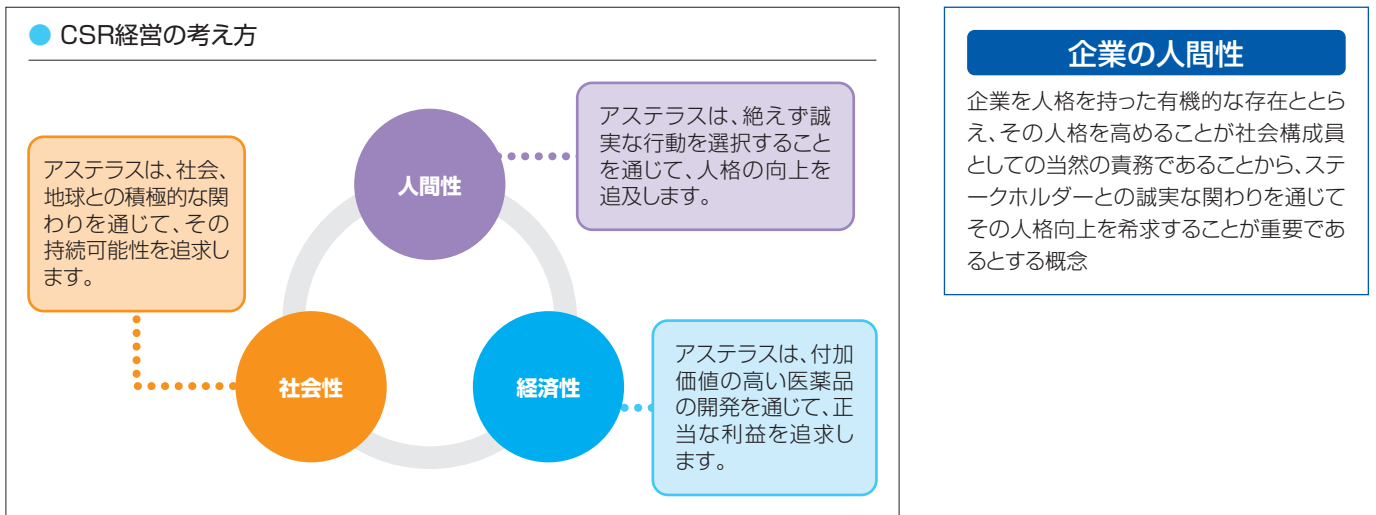 CSR経営の考え方
アステラスは、絶えず誠
実な行動を選択すること
を通じて、人格の向上を
追及します。
人間性
アステラスは、社会、
地球との積極的な関
わりを通じて、その
持続可能性を追求し
ます。
社会性
経済性
アステラスは、付加
価値の高い医薬品
の開発を通じて、正
当な利益を追求し
ます。
企業の人間性
企業を人格を持った有機的な存在ととら
え、その人格を高めることが社会構成員
としての当然の責務であることから、ステ
ークホルダーとの誠実な関わりを通じて
その人格向上を希求することが重要であ
るとする概念